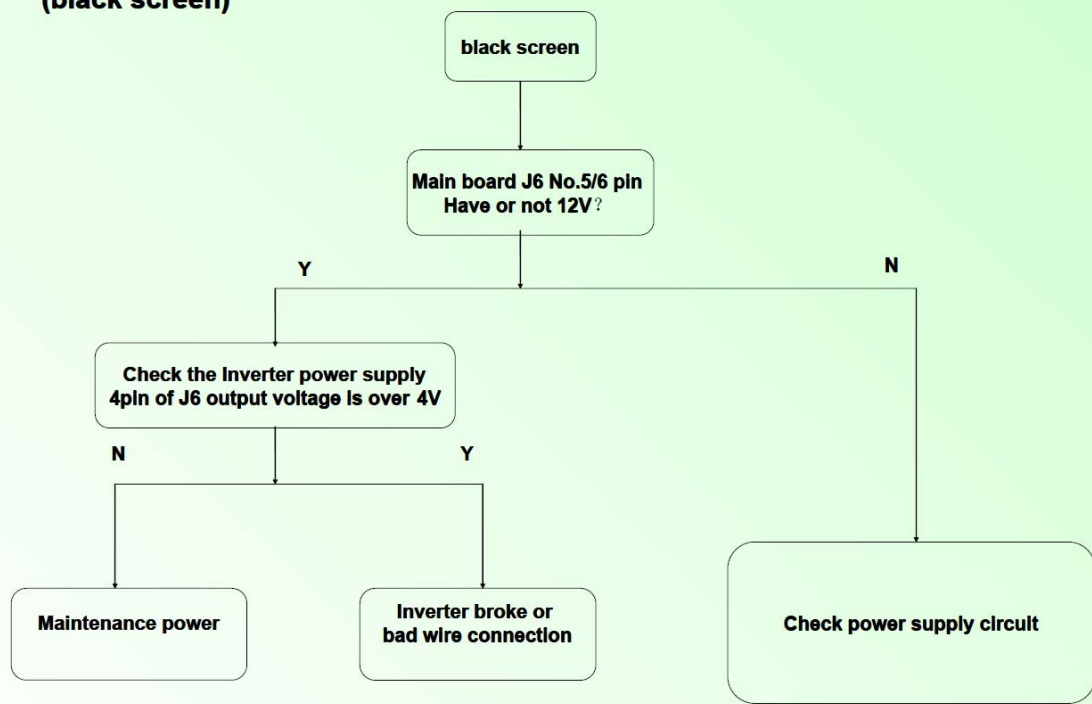 (black screen)
black screen
Main board J6 No.5/6 pin
Have or not 12V？
Y
N
Check the Inverter power supply
4pin of J6 output voltage is over 4V
N
Y
Maintenance power
Inverter broke or
bad wire connection
Check power supply circuit